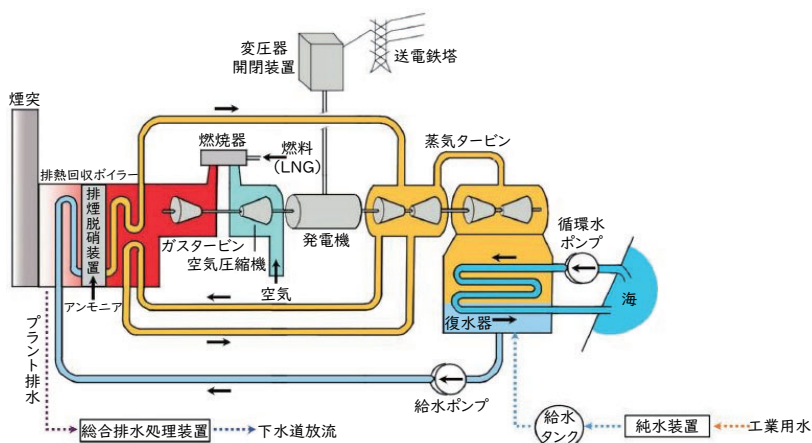 変圧器
開閉装置
送電鉄塔
煙突
燃焼器
燃料
(LNG)
蒸気タービン
排熱回収ボイラー
排煙脱硝装置
ガスタービン
空気圧縮機
発電機
循環水
ポンプ
アンモニア
空気
海
復水器
プラント排水
給水ポンプ
総合排水処理装置
下水道放流
給水
タンク
純水装置
工業用水